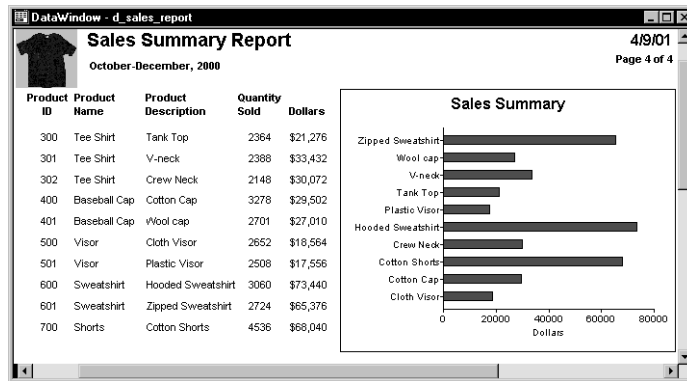 DataWindow - d_sales_report
Sales Summary Report
October-December, 2000
4/9/01
Page 4 of 4
Product ID Product Name Product Description Quantity Sold Dollars
300 Tee Shirt Tank Top 2364 $21,276
301 Tee Shirt V-neck 2388 $33,432
302 Tee Shirt Crew Neck 2148 $30,072
400 Baseball Cap Cotton Cap 3278 $29,502
401 Baseball Cap Wool cap 2701 $27,010
500 Visor Cloth Visor 2652 $18,564
501 Visor Plastic Visor 2508 $17,556
600 Sweatshirt Hooded Sweatshirt 3060 $73,440
601 Sweatshirt Zipped Sweatshirt 2724 $65,376
700 Shorts Cotton Shorts 4536 $68,040
Sales Summary
Zipped Sweatshirt
Wool cap
V-neck
Tank Top
Plastic Visor
Hooded Sweatshirt
Crew Neck
Cotton Shorts
Cotton Cap
Cloth Visor
0 20000 40000 60000 80000
Dollars